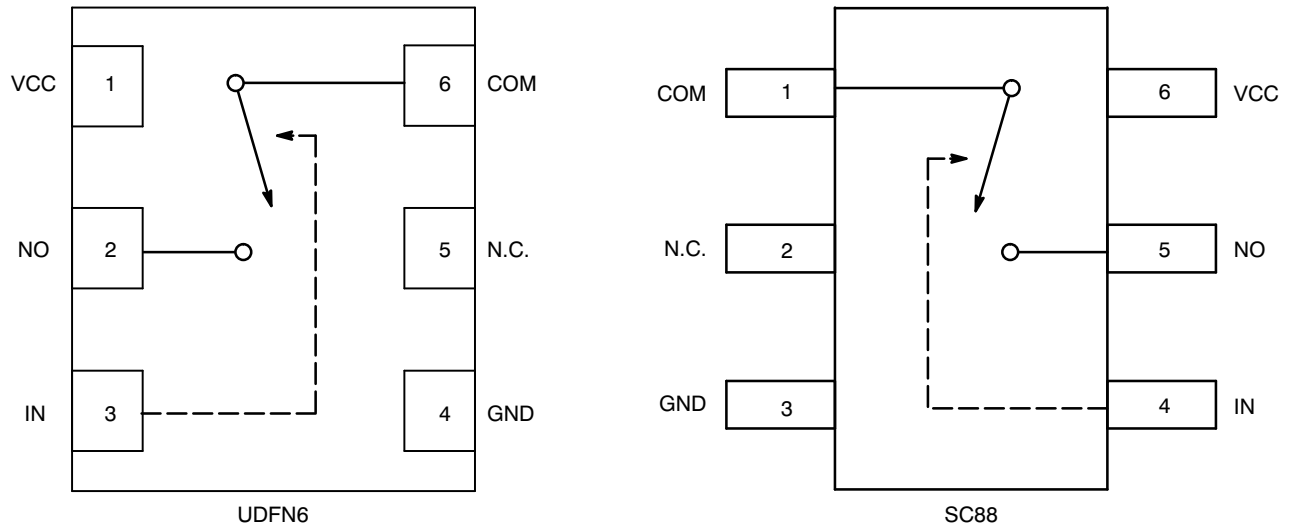 VCC 1 6 COM
NO 2 5 N.C.
IN 3 4 GND
UDFN6
COM 1 6 VCC
N.C. 2 5 NO
GND 3 4 IN
SC88